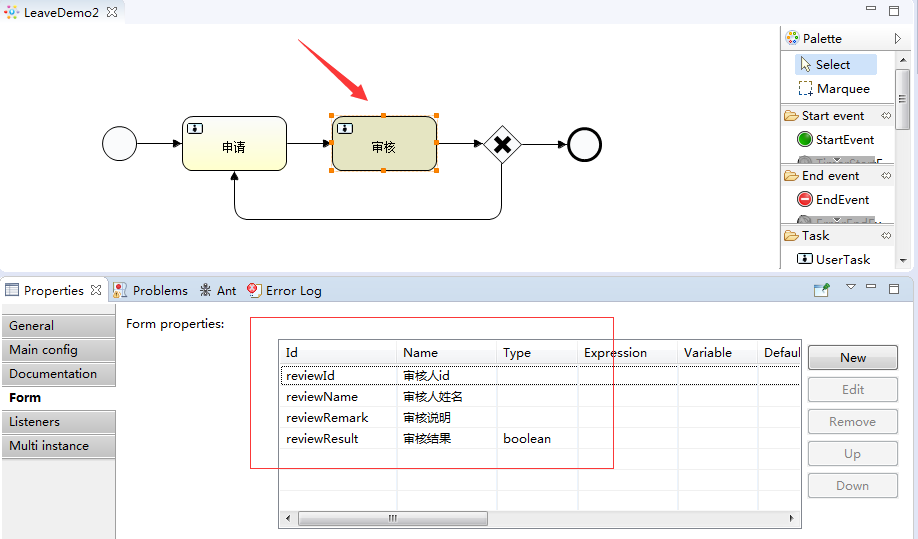 LeaveDemo2
Palette
Select
Marquee
Start event
StartEvent
End event
EndEvent
Task
UserTask
申请
审核
Properties
Problems
Ant
Error Log
General
Main config
Documentation
Form
Listeners
Multi instance
Form properties:
Id Name Type Expression Variable Defaul
reviewId 审核人id
reviewName 审核人姓名
reviewRemark 审核说明
reviewResult 审核结果 boolean
New
Edit
Remove
Up
Down